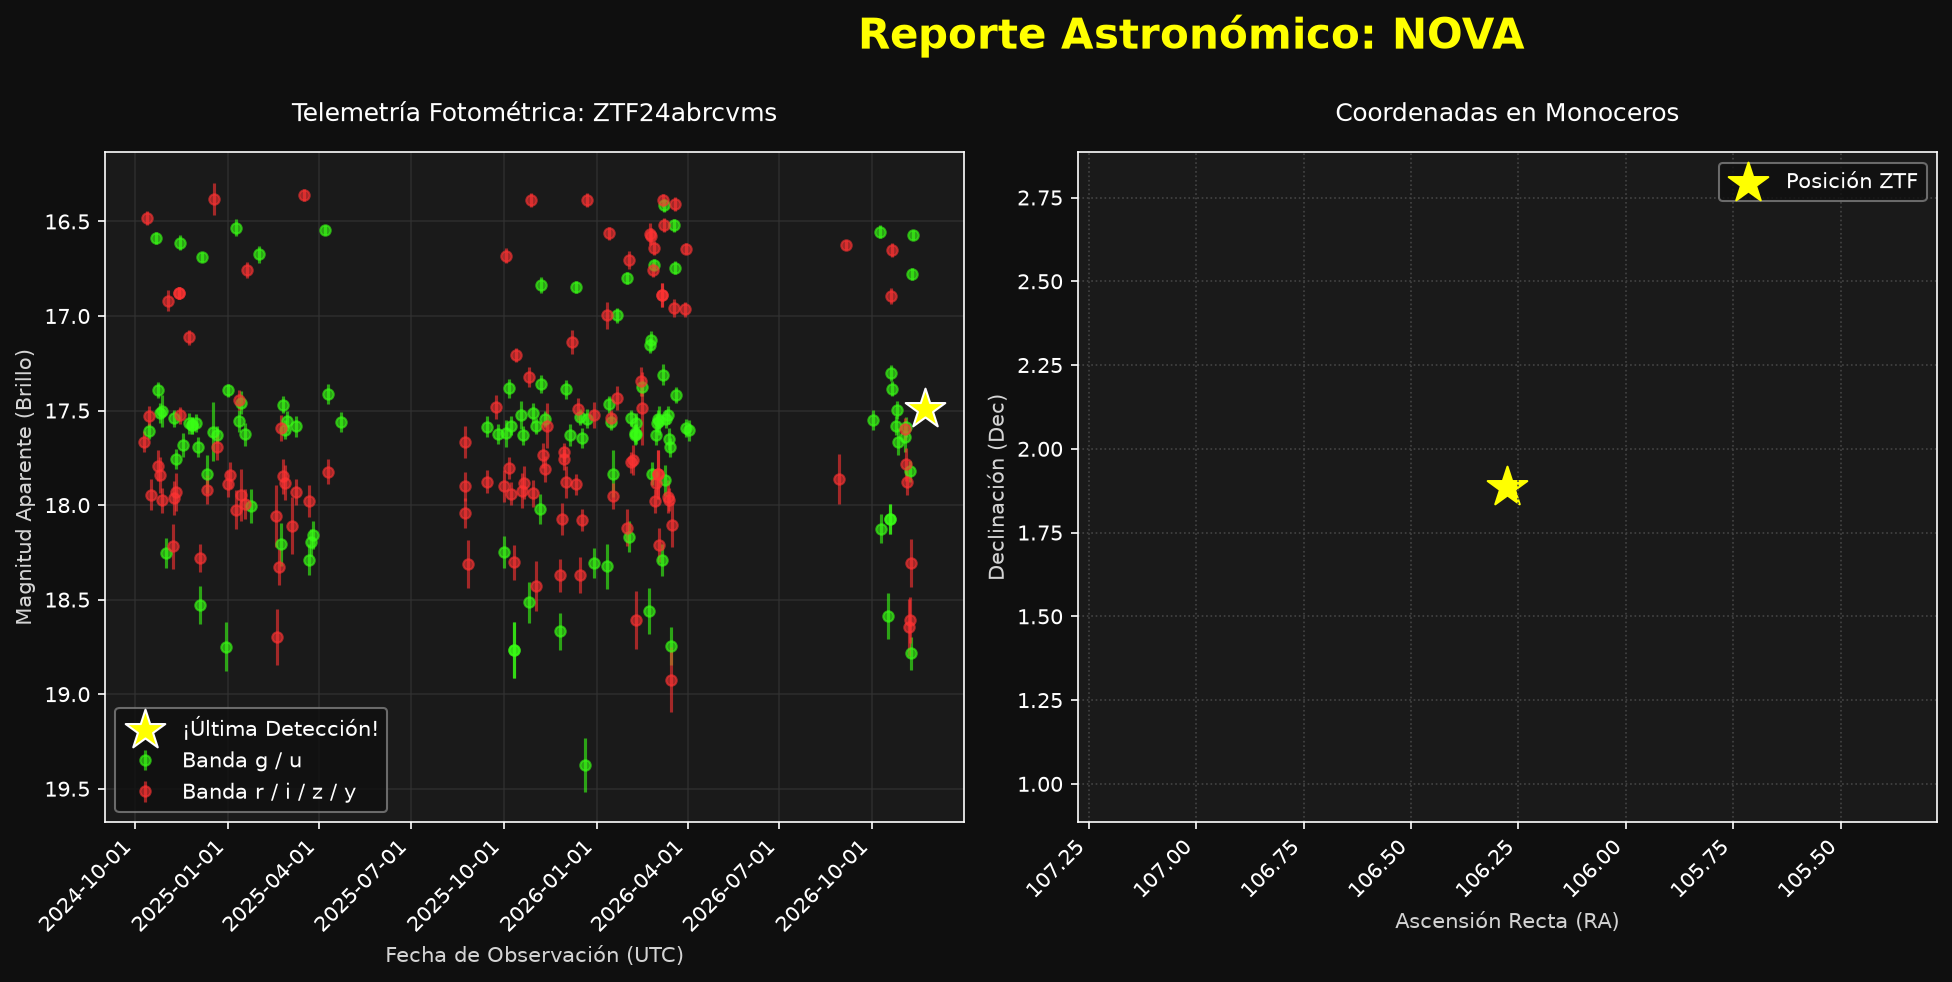 Reporte Astronómico: NOVA
Telemetría Fotométrica: ZTF24abrcvms
Magnitud Aparente (Brillo)
16.5
17.0
17.5
18.0
18.5
19.0
19.5
¡Última Detección!
Banda g / u
Banda r / i / z / y
2024-10-01
2025-01-01
2025-04-01
2025-07-01
2025-10-01
2026-01-01
2026-04-01
2026-07-01
2026-10-01
Fecha de Observación (UTC)
Coordenadas en Monoceros
Posición ZTF
Declinación (Dec)
2.75
2.50
2.25
2.00
1.75
1.50
1.25
1.00
107.25
107.00
106.75
106.50
106.25
106.00
105.75
105.50
Ascensión Recta (RA)